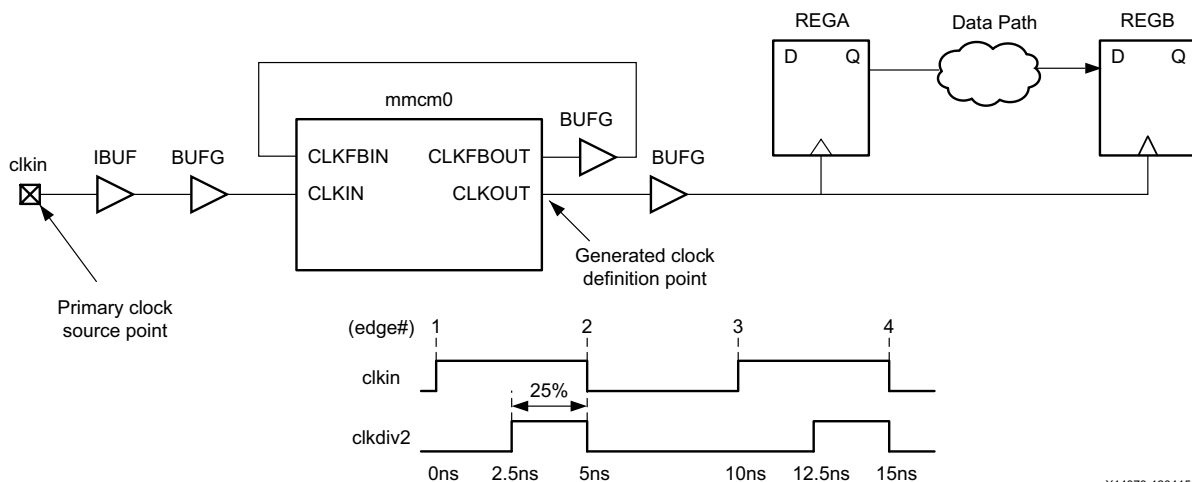 REGA
Data Path
REGB
D Q
D Q
mmcm0
BUFG
clkin
IBUF
BUFG
CLKFBIN
CLKFBOUT
BUFG
CLKIN
CLKOUT
Generated clock
definition point
Primary clock
source point
(edge#) 1 2 3 4
clkin
25%
clkdiv2
0ns 2.5ns 5ns 10ns 12.5ns 15ns